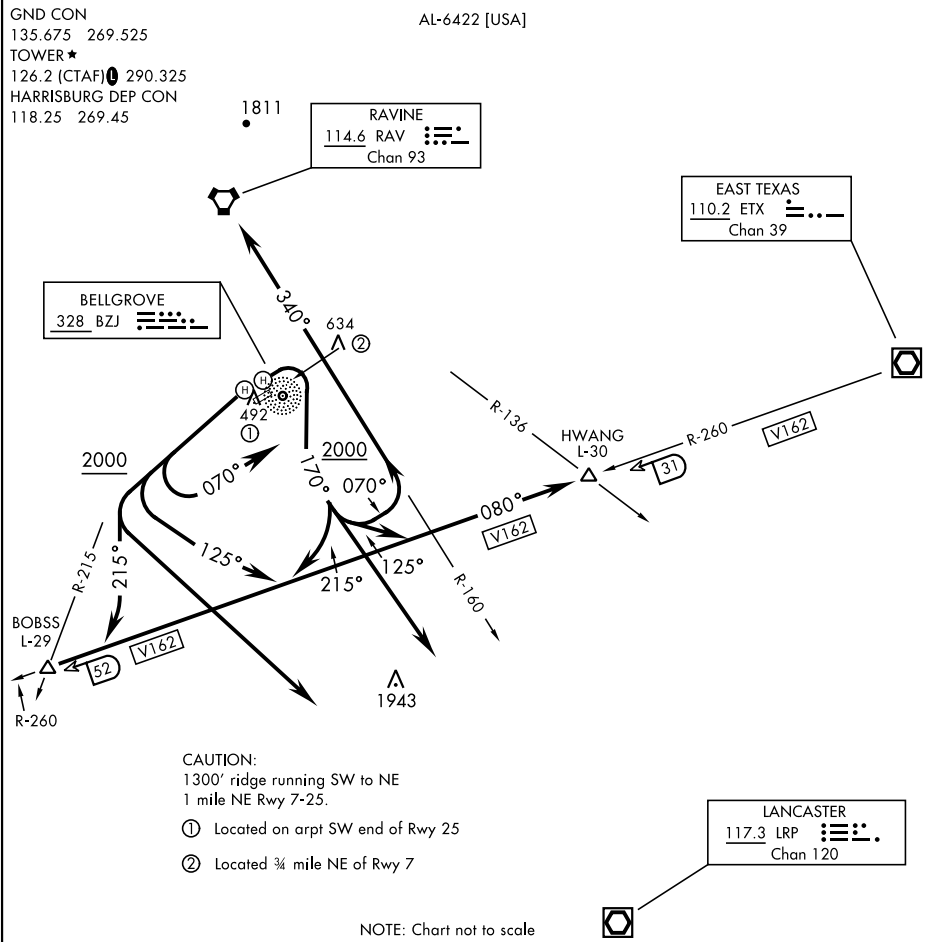 GND CON
135.675 269.525
TOWER★
126.2 (CTAF) L 290.325
HARRISBURG DEP CON
118.25 269.45
AL-6422 [USA]
1811
RAVINE
114.6 RAV
Chan 93
EAST TEXAS
110.2 ETX
Chan 39
BELLGROVE
328 BZJ
340°
634
2
H
H
492
1
R-136
HWANG
L-30
R-260
V162
31
2000
070°
170°
2000
070°
080°
V162
125°
215°
125°
R-160
R-215
215°
BOBSS
L-29
V162
52
R-260
1943
CAUTION:
1300' ridge running SW to NE
1 mile NE Rwy 7-25.
1 Located on arpt SW end of Rwy 25
2 Located ¾ mile NE of Rwy 7
LANCASTER
117.3 LRP
Chan 120
NOTE: Chart not to scale